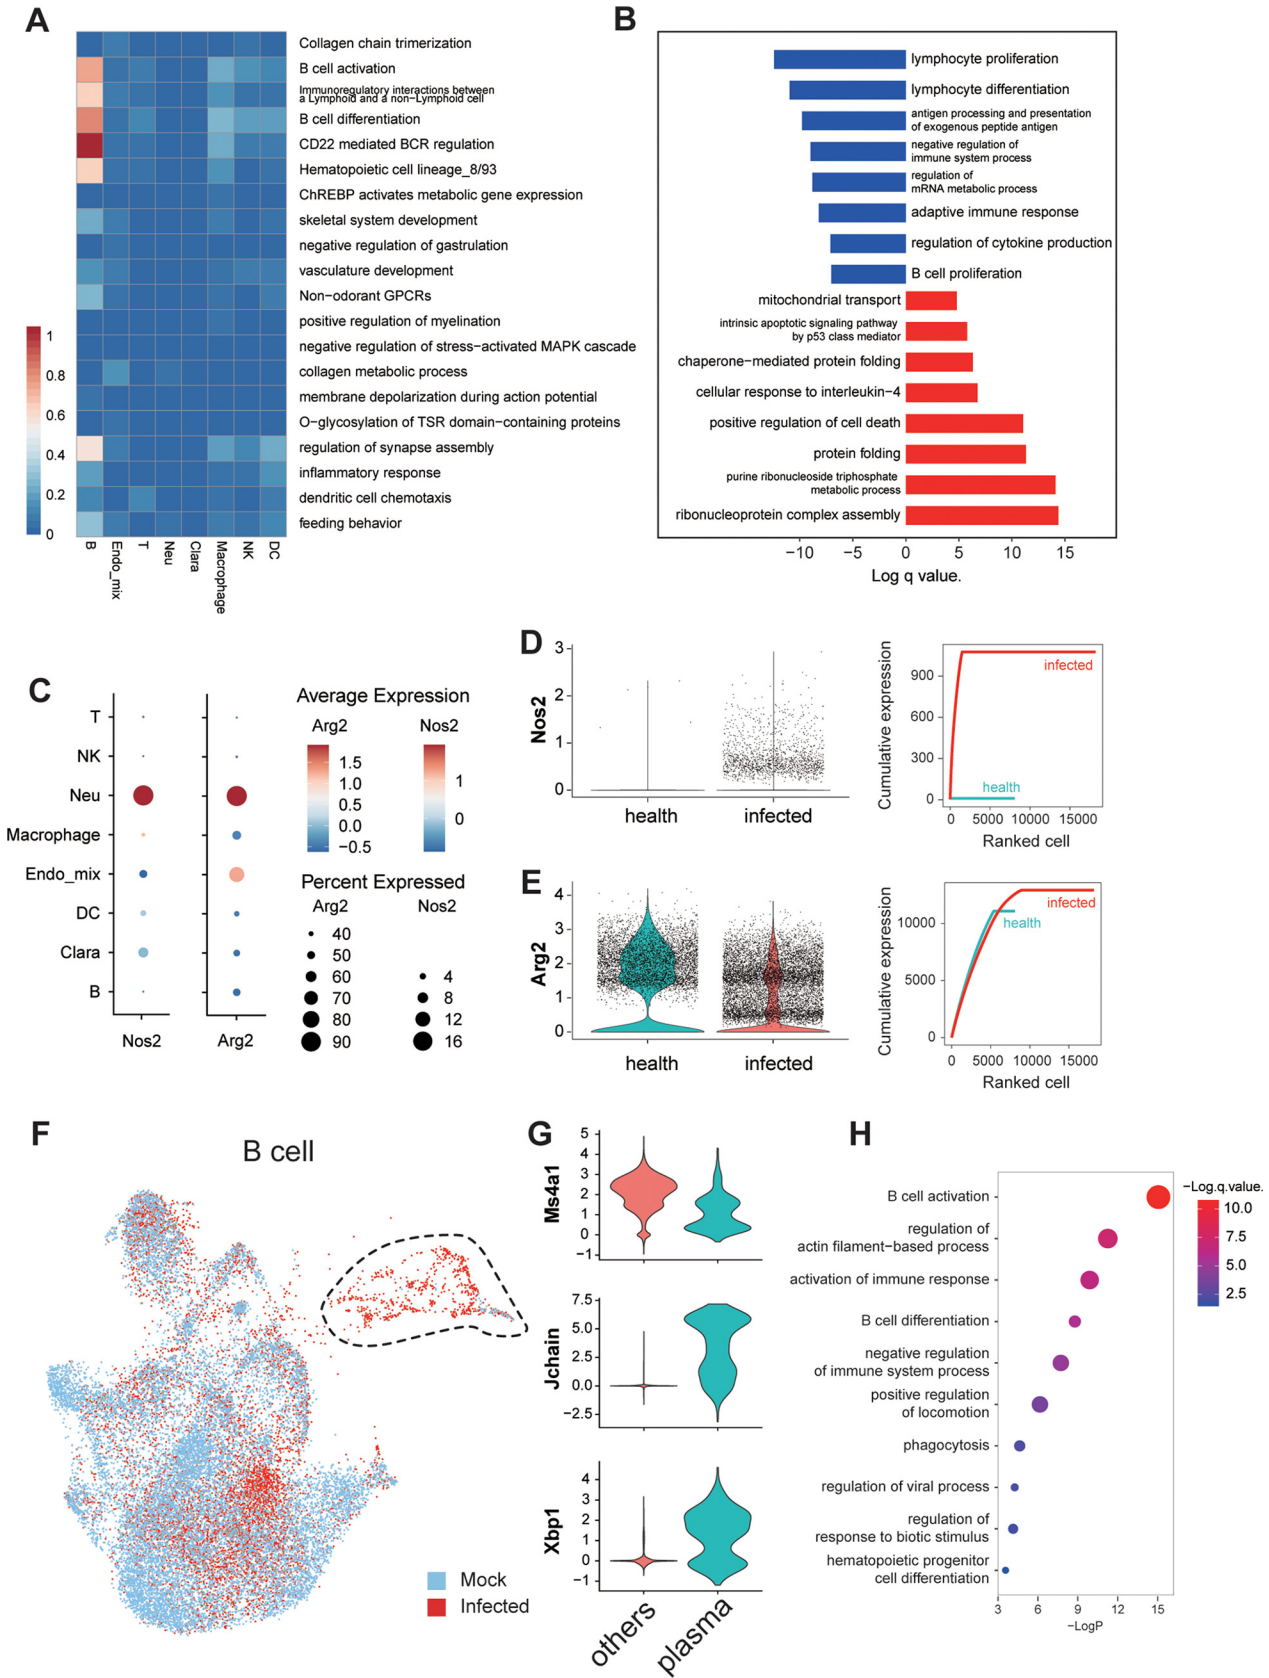 A
Collagen chain trimerization
B cell activation
Immunoregulatory interactions between
a Lymphoid and a non-Lymphoid cell
B cell differentiation
CD22 mediated BCR regulation
Hematopoietic cell lineage_8/93
ChREBP activates metabolic gene expression
skeletal system development
negative regulation of gastrulation
vasculature development
Non-odorant GPCRs
positive regulation of myelination
negative regulation of stress-activated MAPK cascade
collagen metabolic process
membrane depolarization during action potential
O-glycosylation of TSR domain-containing proteins
regulation of synapse assembly
inflammatory response
dendritic cell chemotaxis
feeding behavior
1
0.8
0.6
0.4
0.2
0
B
Endo_mix
T
Neu
Clara
Macrophage
NK
DC
B
lymphocyte proliferation
lymphocyte differentiation
antigen processing and presentation
of exogenous peptide antigen
negative regulation of
immune system process
regulation of
mRNA metabolic process
adaptive immune response
regulation of cytokine production
B cell proliferation
mitochondrial transport
intrinsic apoptotic signaling pathway
by p53 class mediator
chaperone-mediated protein folding
cellular response to interleukin-4
positive regulation of cell death
protein folding
purine ribonucleoside triphosphate
metabolic process
ribonucleoprotein complex assembly
−10 −5 0 5 10 15
Log q value.
C
T
NK
Neu
Macrophage
Endo_mix
DC
Clara
B
Nos2 Arg2
Average Expression
Arg2 Nos2
1.5
1.0
0.5
0.0
−0.5
1
0
Percent Expressed
Arg2 Nos2
40
50
60
70
80
90
4
8
12
16
D
Nos2
3
2
1
0
health infected
Cumulative expression
900
600
300
0
infected
health
0 5000 10000 15000
Ranked cell
E
Arg2
4
3
2
1
0
health infected
Cumulative expression
10000
5000
0
infected
health
0 5000 10000 15000
Ranked cell
F
B cell
Mock
Infected
G
Ms4a1
5
4
3
2
1
0
−1
Jchain
7.5
5.0
2.5
0.0
−2.5
Xbp1
4
3
2
1
0
−1
others
plasma
H
B cell activation
regulation of
actin filament-based process
activation of immune response
B cell differentiation
negative regulation
of immune system process
positive regulation
of locomotion
phagocytosis
regulation of viral process
regulation of
response to biotic stimulus
hematopoietic progenitor
cell differentiation
3 6 9 12 15
−LogP
−Log.q.value.
10.0
7.5
5.0
2.5